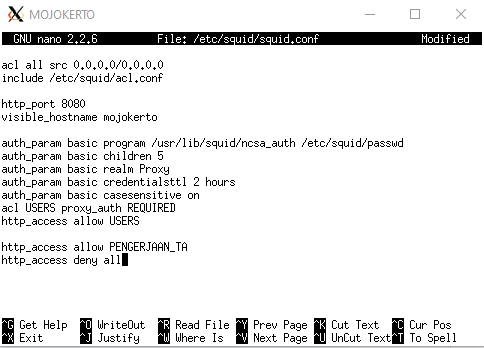 MOJOKERTO
GNU nano 2.2.6 File: /etc/squid/squid.conf Modified
acl all src 0.0.0.0/0.0.0.0
include /etc/squid/acl.conf
http_port 8080
visible_hostname mojokerto
auth_param basic program /usr/lib/squid/ncsa_auth /etc/squid/passwd
auth_param basic children 5
auth_param basic realm Proxy
auth_param basic credentialsttl 2 hours
auth_param basic casesensitive on
acl USERS proxy_auth REQUIRED
http_access allow USERS
http_access allow PENGERJAAN_TA
http_access deny all
^G Get Help ^O WriteOut ^R Read File ^Y Prev Page ^K Cut Text ^C Cur Pos
^X Exit ^J Justify ^W Where Is ^V Next Page ^U UnCut Text ^T To Spell